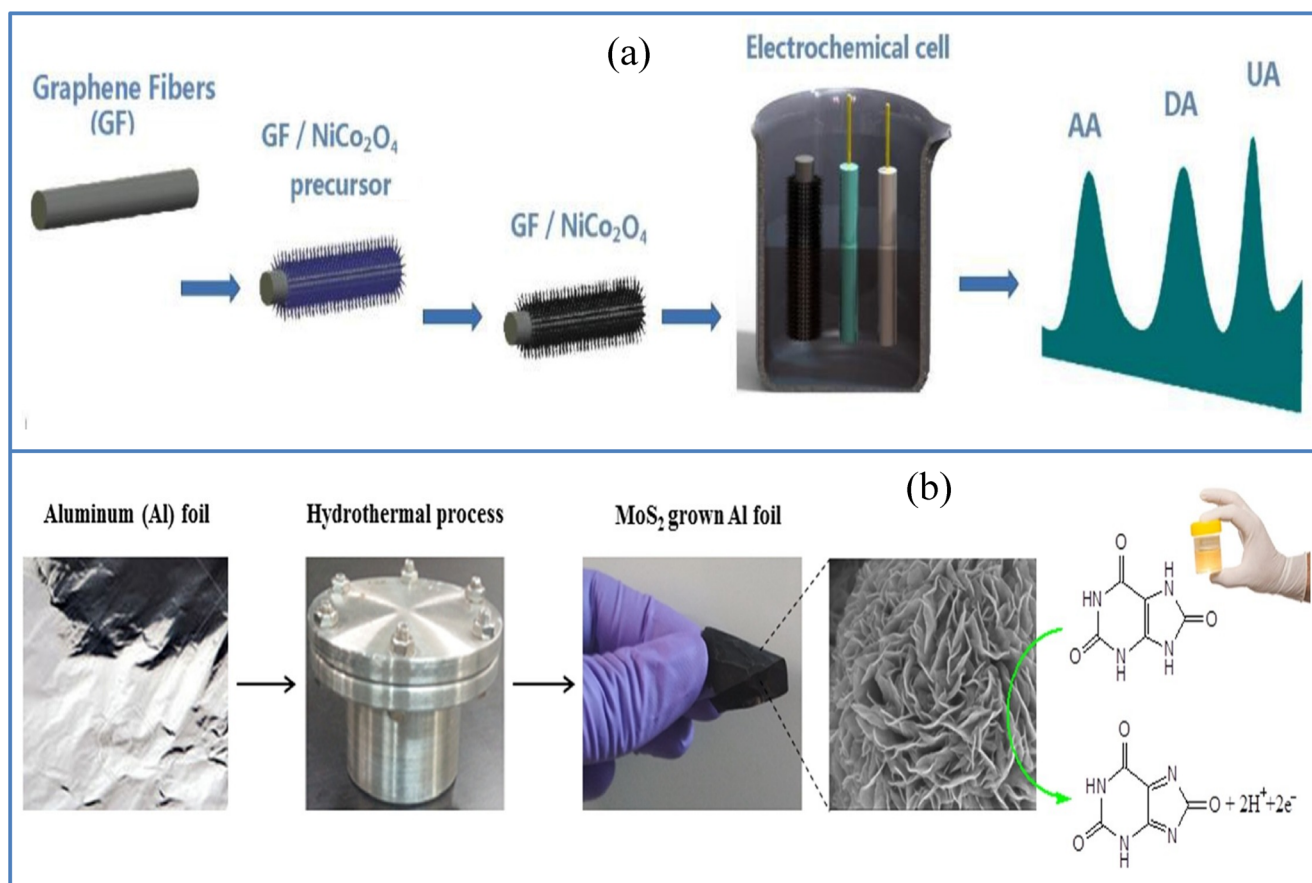 (a)
Graphene Fibers
(GF)
GF / NiCo₂O₄
precursor
GF / NiCo₂O₄
Electrochemical cell
AA
DA
UA
(b)
Aluminum (Al) foil
Hydrothermal process
MoS₂ grown Al foil
O
H
N
HN
O
O
N
H
N
H
O
N
HN
O + 2H⁺+2e⁻
O
N
H
N